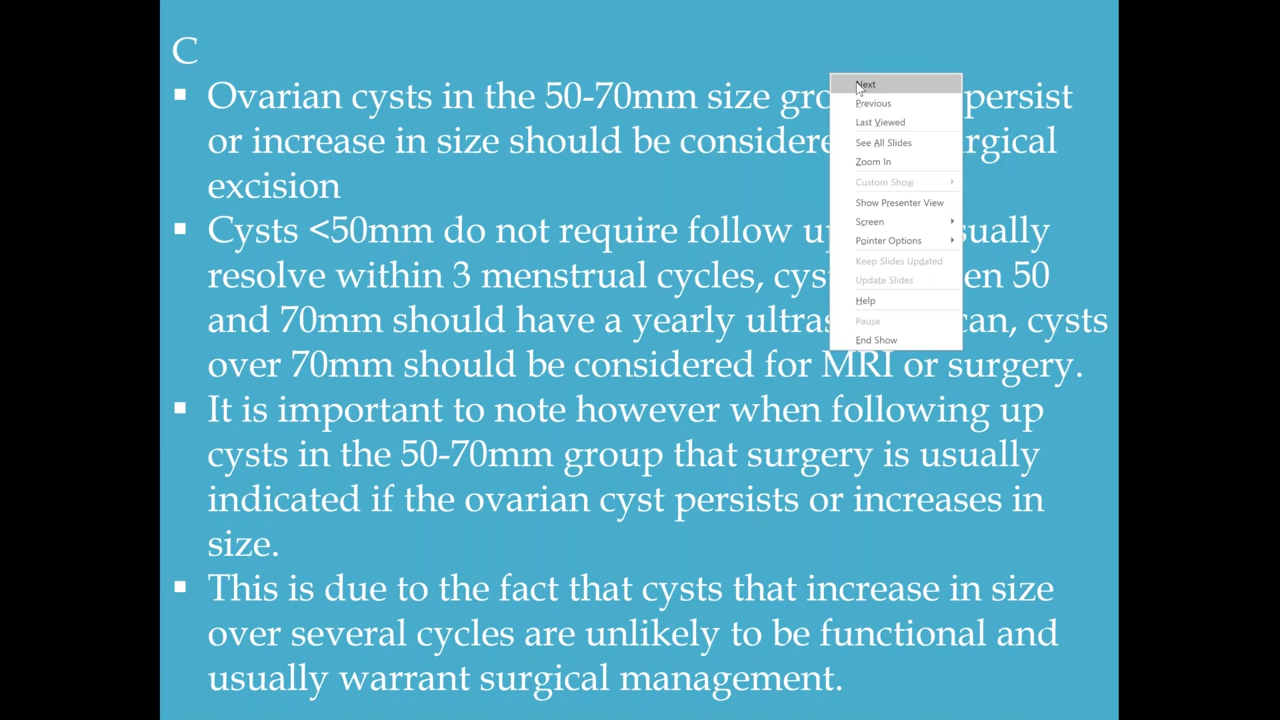 C
▪ Ovarian cysts in the 50-70mm size gro persist
or increase in size should be considere rgical
excision
▪ Cysts <50mm do not require follow u sually
resolve within 3 menstrual cycles, cys en 50
and 70mm should have a yearly ultras can, cysts
over 70mm should be considered for MRI or surgery.
▪ It is important to note however when following up
cysts in the 50-70mm group that surgery is usually
indicated if the ovarian cyst persists or increases in
size.
▪ This is due to the fact that cysts that increase in size
over several cycles are unlikely to be functional and
usually warrant surgical management.
Next
Previous
Last Viewed
See All Slides
Zoom In
Custom Show
Show Presenter View
Screen
Pointer Options
Keep Slides Updated
Update Slides
Help
Pause
End Show